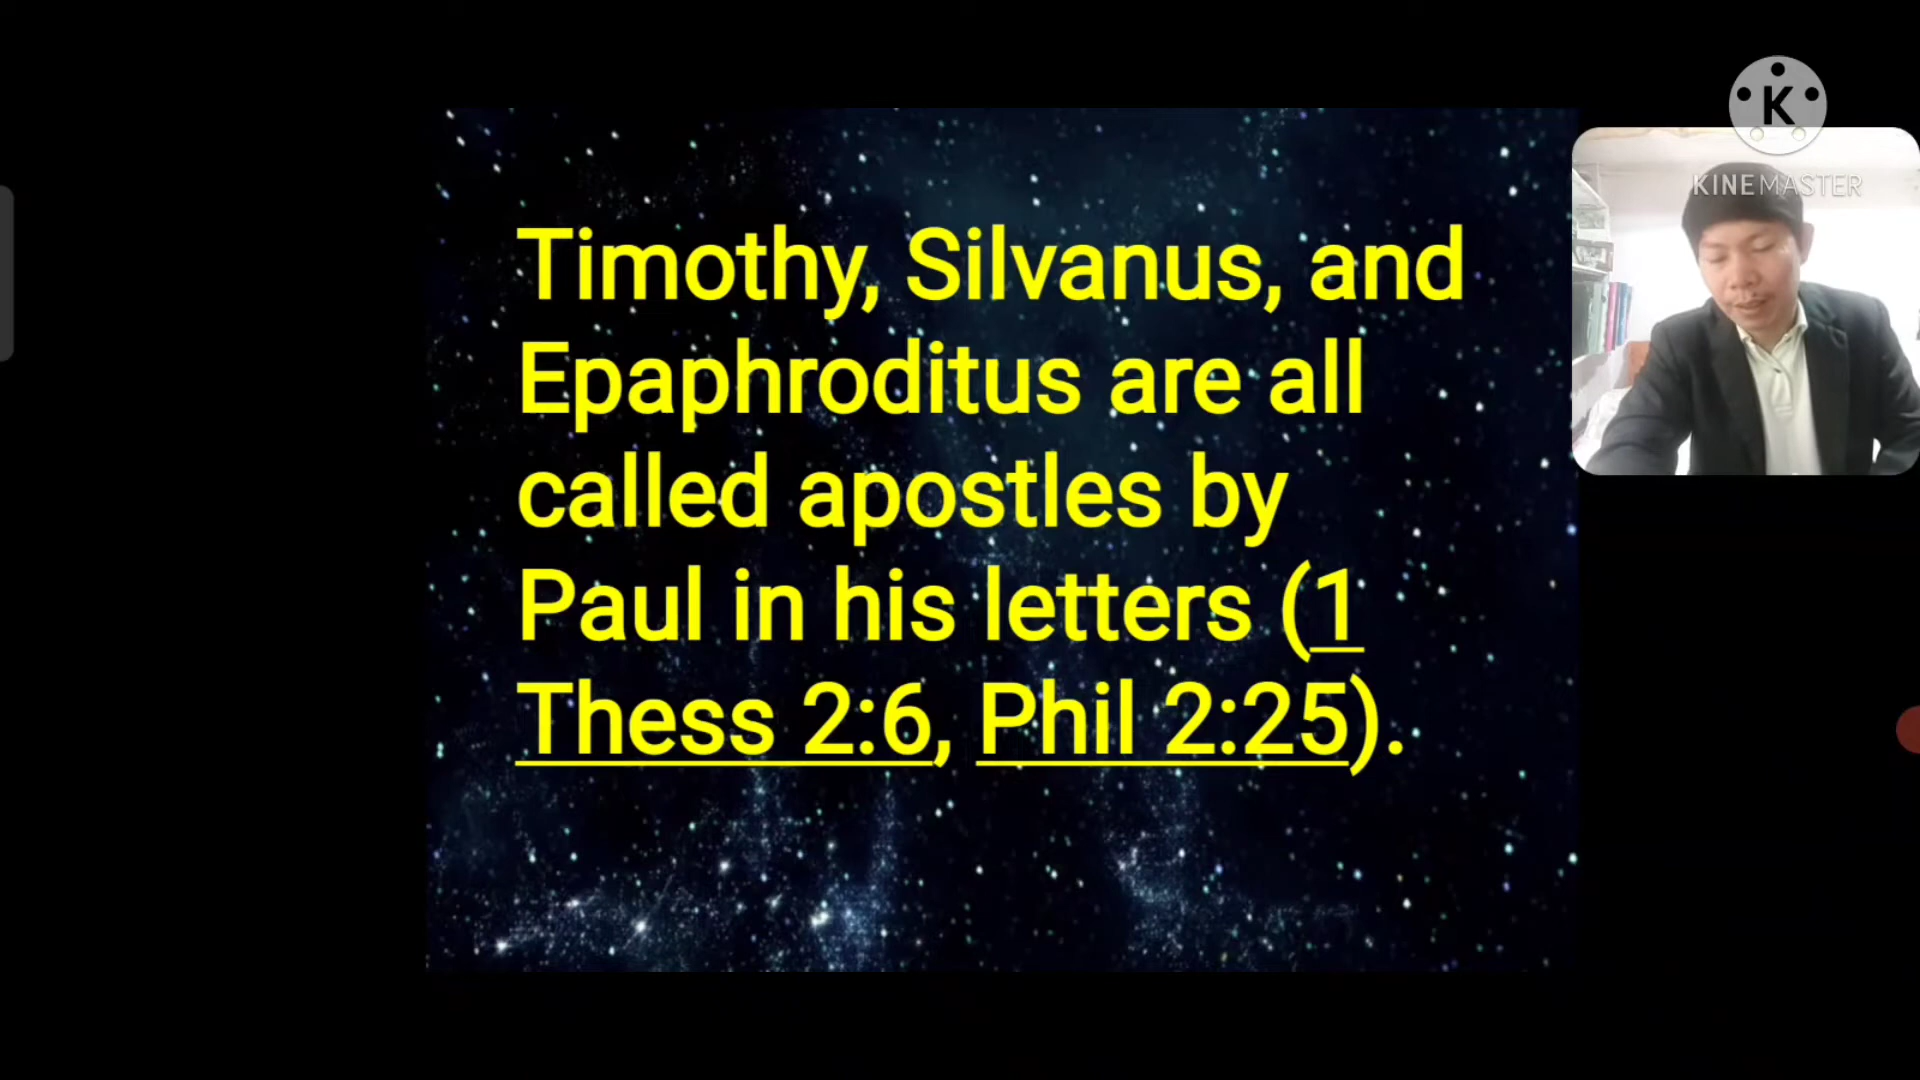 K
KINEMASTER
Timothy, Silvanus, and
Epaphroditus are all
called apostles by
Paul in his letters (1
Thess 2:6, Phil 2:25).